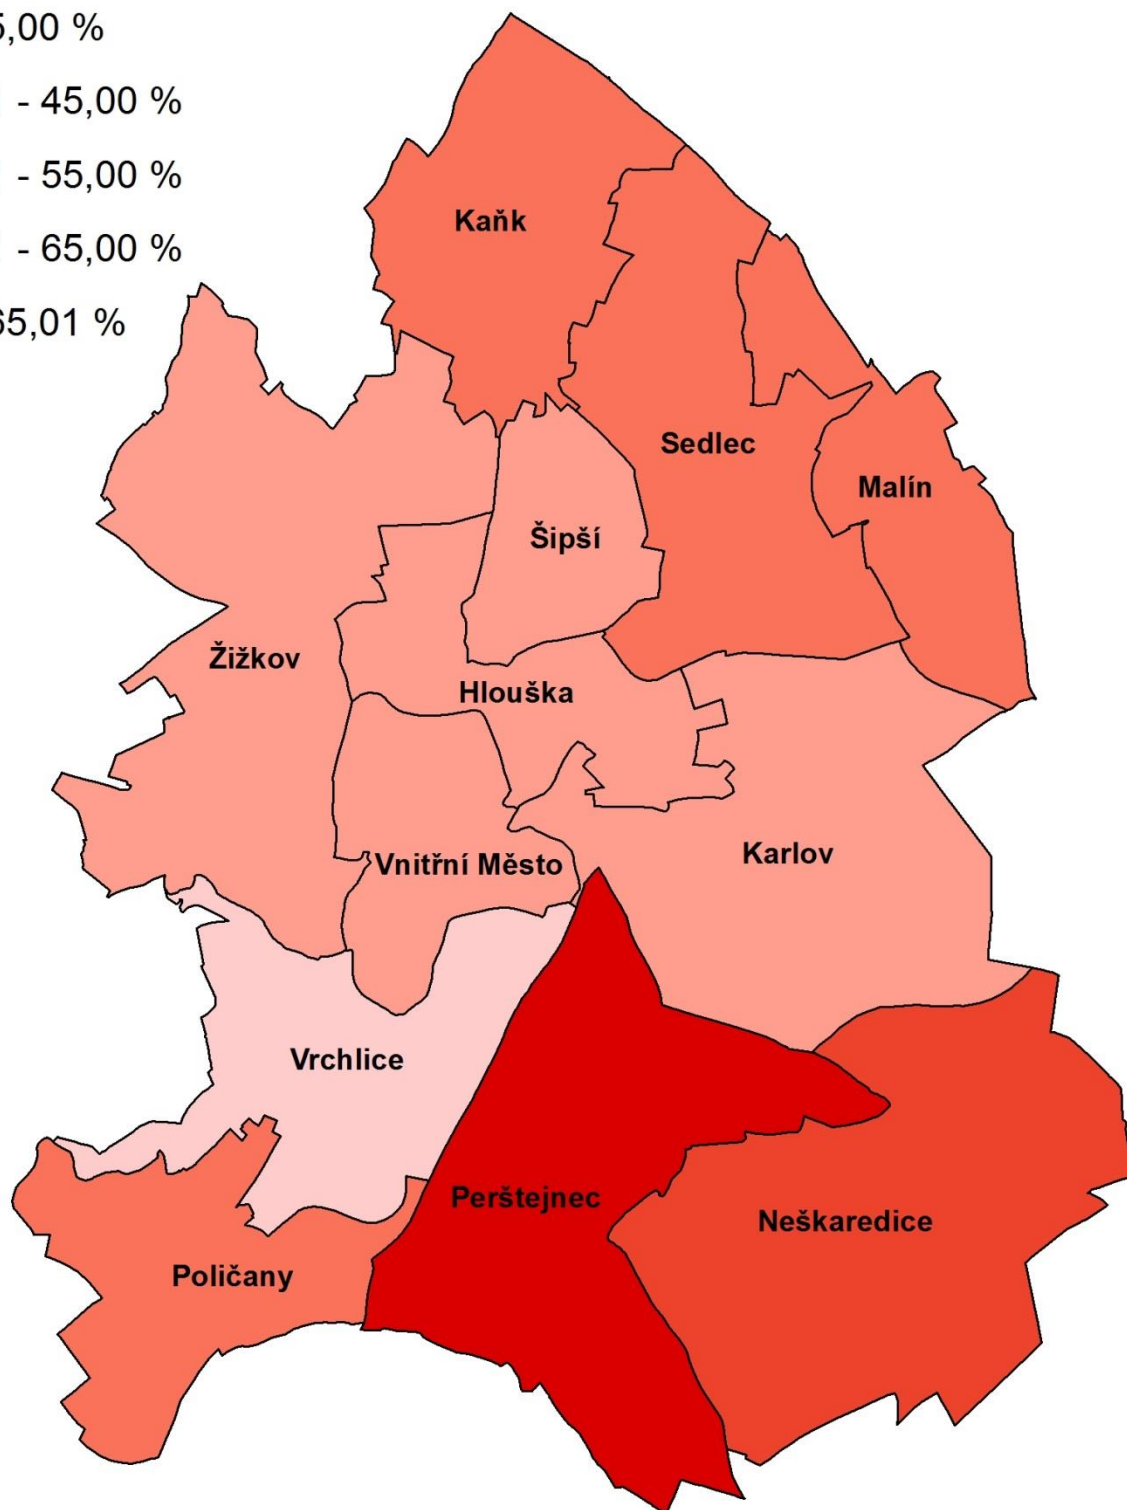 5,00 %
- 45,00 %
- 55,00 %
- 65,00 %
65,01 %
Kaňk
Sedlec
Malín
Šipší
Žižkov
Hlouška
Vnitřní Město
Karlov
Vrchlice
Perštejnec
Neškaredice
Poličany